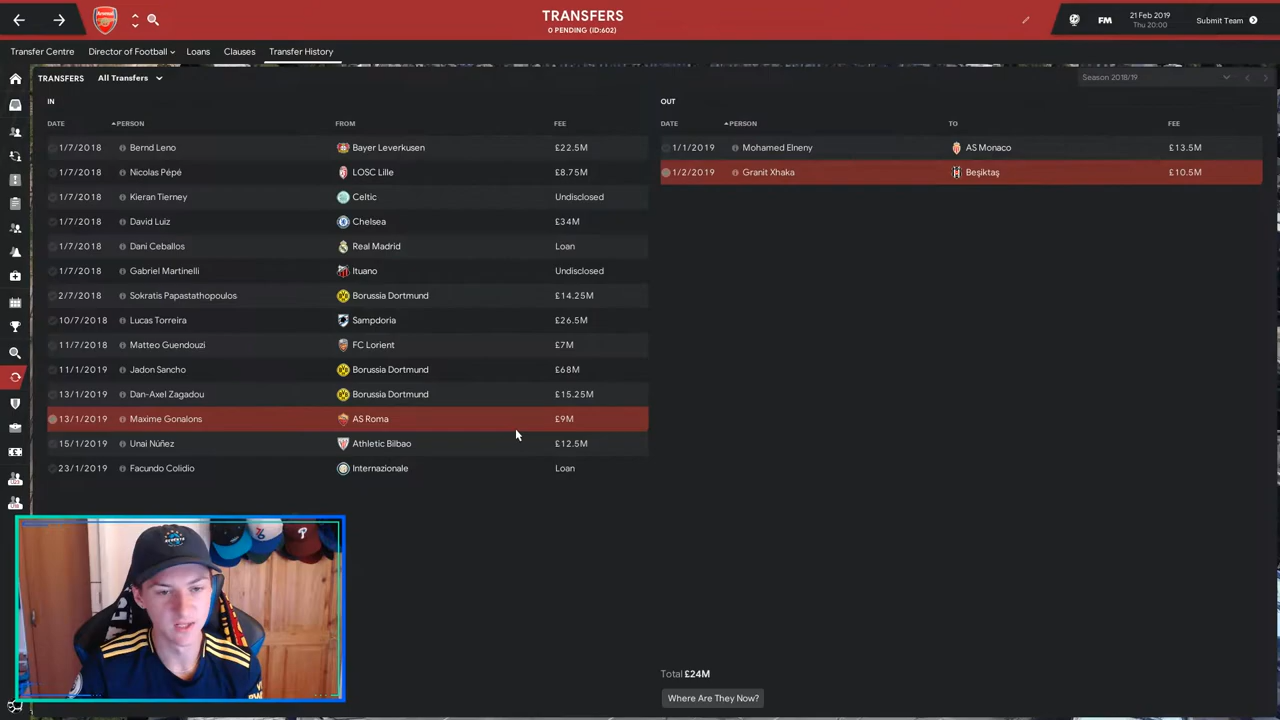 TRANSFERS
0 PENDING (ID:602)
FM
21 Feb 2019
Thu 20:00
Submit Team
Transfer Centre
Director of Football
Loans
Clauses
Transfer History
TRANSFERS All Transfers
Season 2018/19
IN
DATE PERSON FROM FEE
1/7/2018 Bernd Leno Bayer Leverkusen £22.5M
1/7/2018 Nicolas Pépé LOSC Lille £8.75M
1/7/2018 Kieran Tierney Celtic Undisclosed
1/7/2018 David Luiz Chelsea £34M
1/7/2018 Dani Ceballos Real Madrid Loan
1/7/2018 Gabriel Martinelli Ituano Undisclosed
2/7/2018 Sokratis Papastathopoulos Borussia Dortmund £14.25M
10/7/2018 Lucas Torreira Sampdoria £26.5M
11/7/2018 Matteo Guendouzi FC Lorient £7M
11/1/2019 Jadon Sancho Borussia Dortmund £68M
13/1/2019 Dan-Axel Zagadou Borussia Dortmund £15.25M
13/1/2019 Maxime Gonalons AS Roma £9M
15/1/2019 Unai Núñez Athletic Bilbao £12.5M
23/1/2019 Facundo Colidio Internazionale Loan
OUT
DATE PERSON TO FEE
1/1/2019 Mohamed Elneny AS Monaco £13.5M
1/2/2019 Granit Xhaka Beşiktaş £10.5M
Total £24M
Where Are They Now?